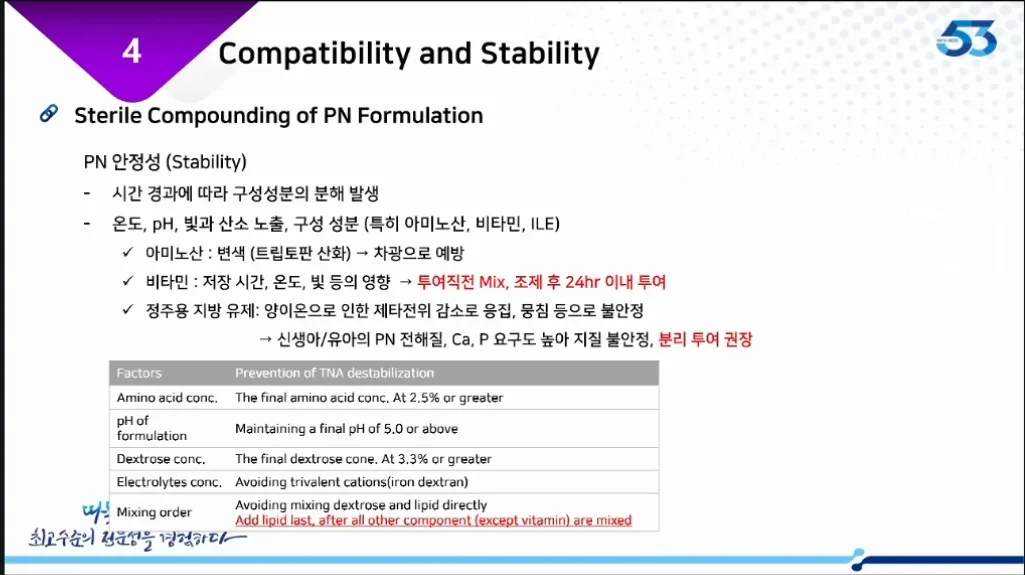 4
Compatibility and Stability
53
Sterile Compounding of PN Formulation
PN 안정성 (Stability)
- 시간 경과에 따라 구성성분의 분해 발생
- 온도, pH, 빛과 산소 노출, 구성 성분 (특히 아미노산, 비타민, ILE)
✓ 아미노산 : 변색 (트립토판 산화) → 차광으로 예방
✓ 비타민 : 저장 시간, 온도, 빛 등의 영향 → 투여직전 Mix, 조제 후 24hr 이내 투여
✓ 정주용 지방 유제: 양이온으로 인한 제타전위 감소로 응집, 뭉침 등으로 불안정
→ 신생아/유아의 PN 전해질, Ca, P 요구도 높아 지질 불안정, 분리 투여 권장
Factors Prevention of TNA destabilization
Amino acid conc. The final amino acid conc. At 2.5% or greater
pH of
formulation Maintaining a final pH of 5.0 or above
Dextrose conc. The final dextrose cone. At 3.3% or greater
Electrolytes conc. Avoiding trivalent cations(iron dextran)
Mixing order Avoiding mixing dextrose and lipid directly
Add lipid last, after all other component (except vitamin) are mixed
최고수준의 전문성을 경험하다